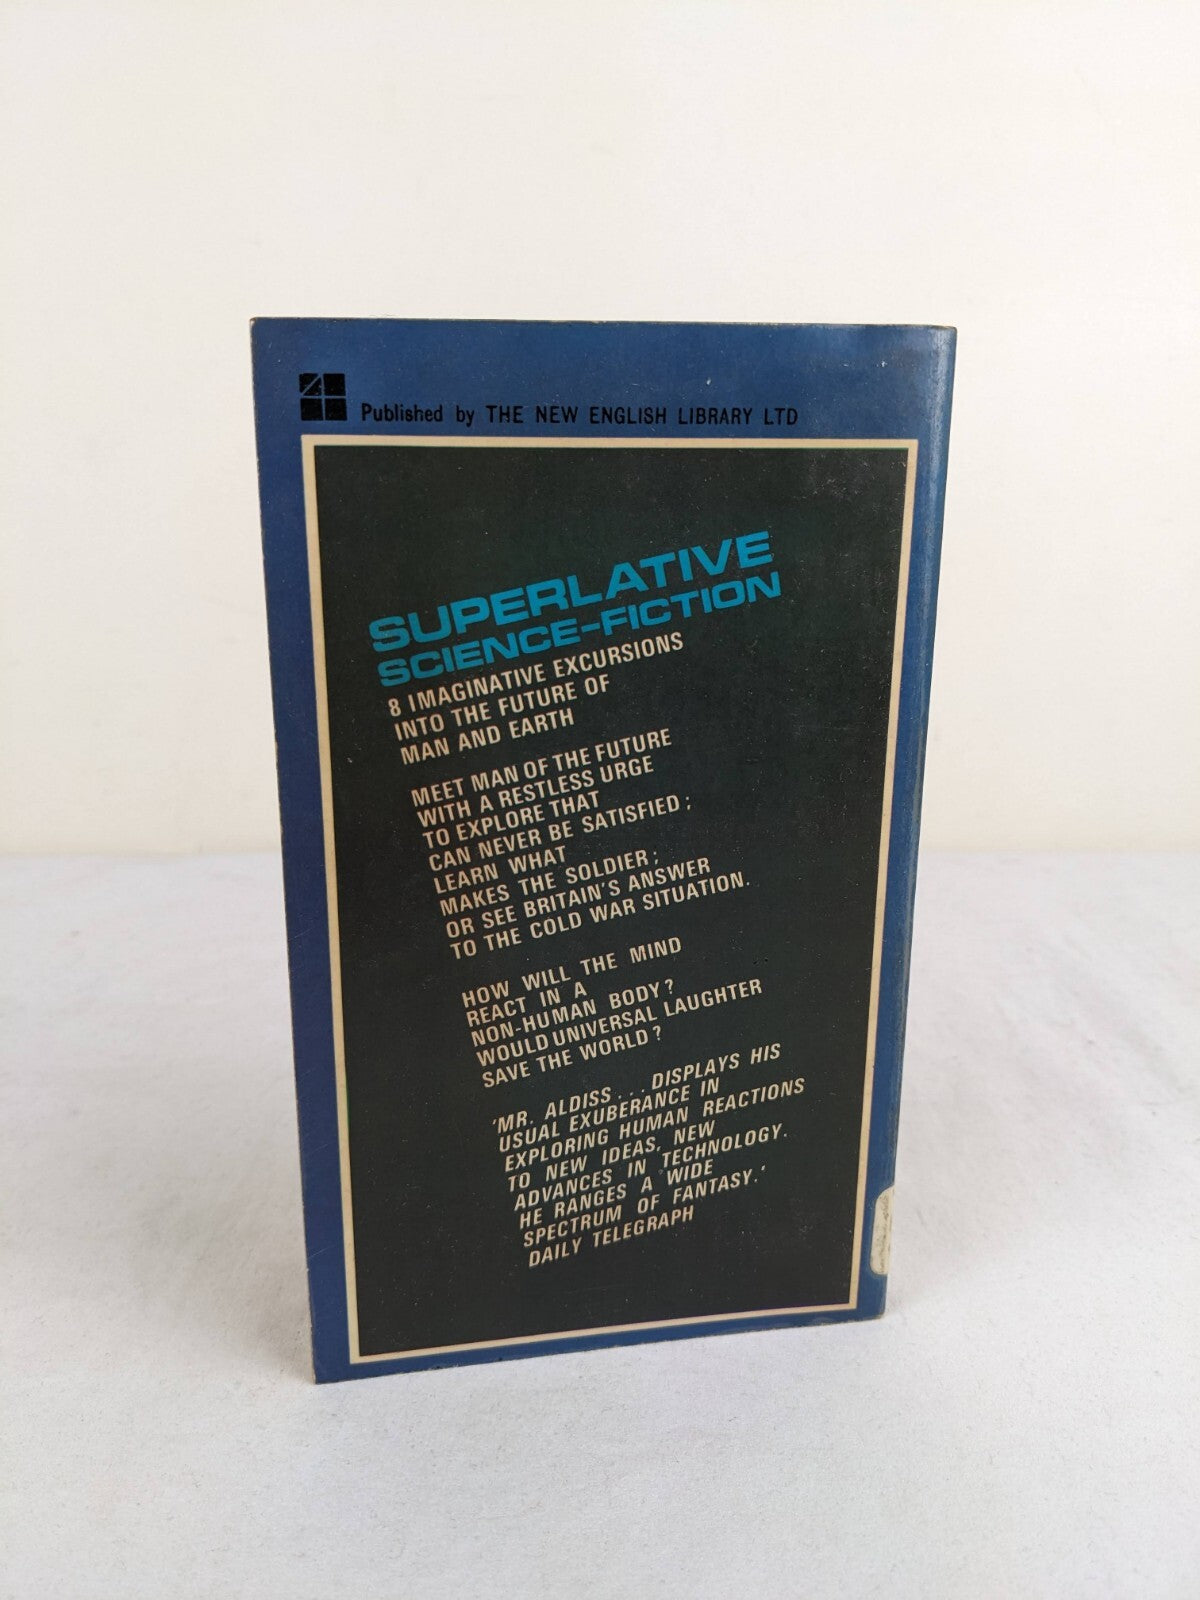 Published by THE NEW ENGLISH LIBRARY LTD
SUPERLATIVE
SCIENCE-FICTION
8 IMAGINATIVE EXCURSIONS
INTO THE FUTURE OF
MAN AND EARTH
MEET MAN OF THE FUTURE
WITH A RESTLESS URGE
TO EXPLORE THAT
CAN NEVER BE SATISFIED;
LEARN WHAT
MAKES THE SOLDIER;
OR SEE BRITAIN'S ANSWER
TO THE COLD WAR SITUATION.
HOW WILL THE MIND
REACT IN A
NON-HUMAN BODY?
WOULD UNIVERSAL LAUGHTER
SAVE THE WORLD?
'MR. ALDISS... DISPLAYS HIS
USUAL EXUBERANCE IN
EXPLORING HUMAN REACTIONS
TO NEW IDEAS, NEW
ADVANCES IN TECHNOLOGY.
HE RANGES A WIDE
SPECTRUM OF FANTASY.'
DAILY TELEGRAPH